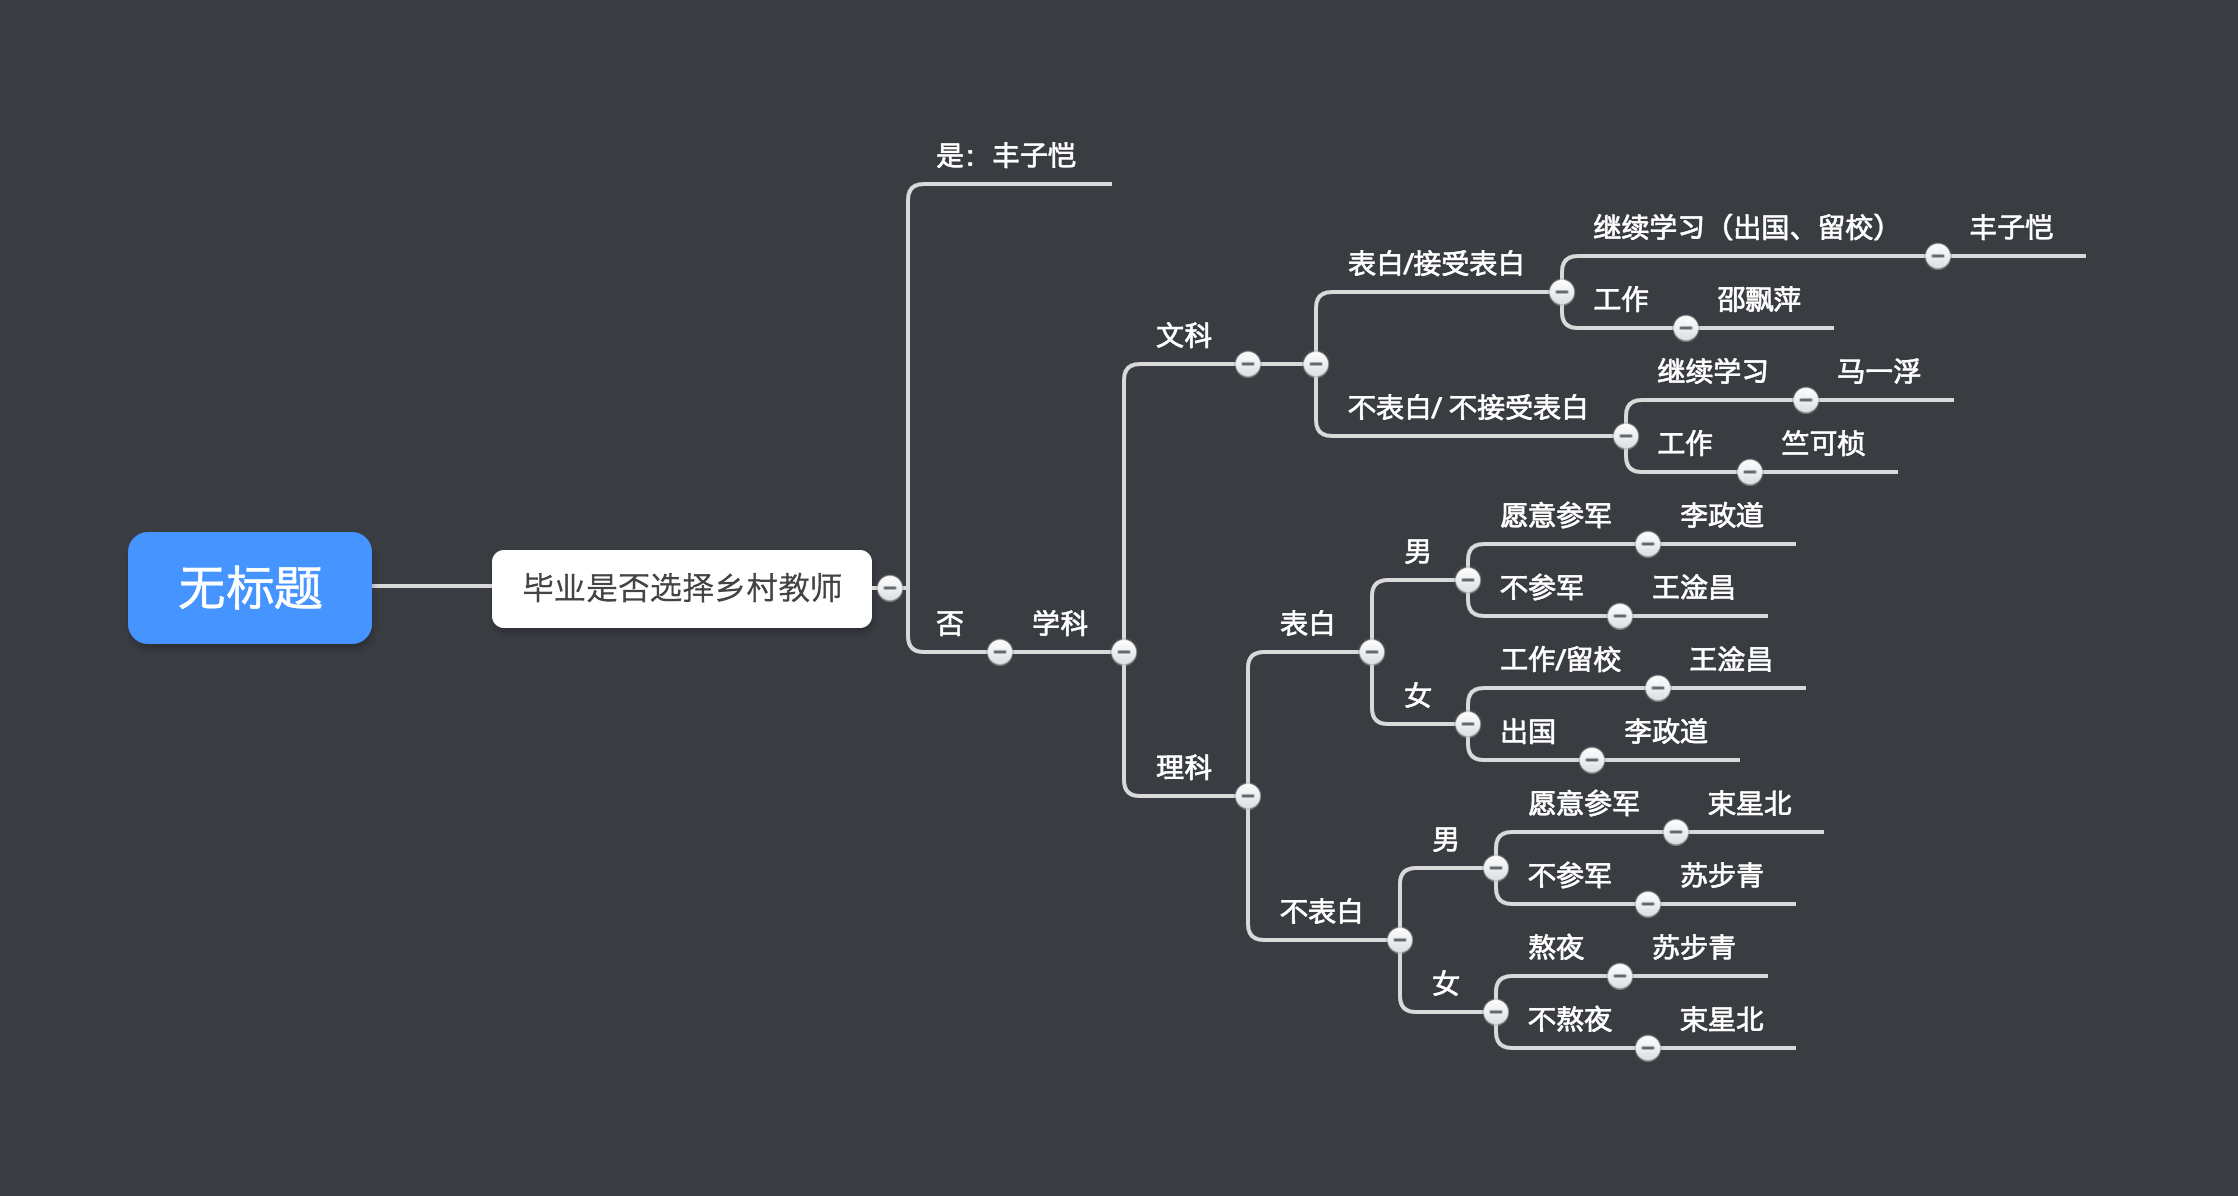 无标题
毕业是否选择乡村教师
是：丰子恺
否
学科
文科
表白/接受表白
继续学习（出国、留校）
丰子恺
工作
邵飘萍
不表白/ 不接受表白
继续学习
马一浮
工作
竺可桢
理科
表白
男
愿意参军
李政道
不参军
王淦昌
女
工作/留校
王淦昌
出国
李政道
不表白
男
愿意参军
束星北
不参军
苏步青
女
熬夜
苏步青
不熬夜
束星北